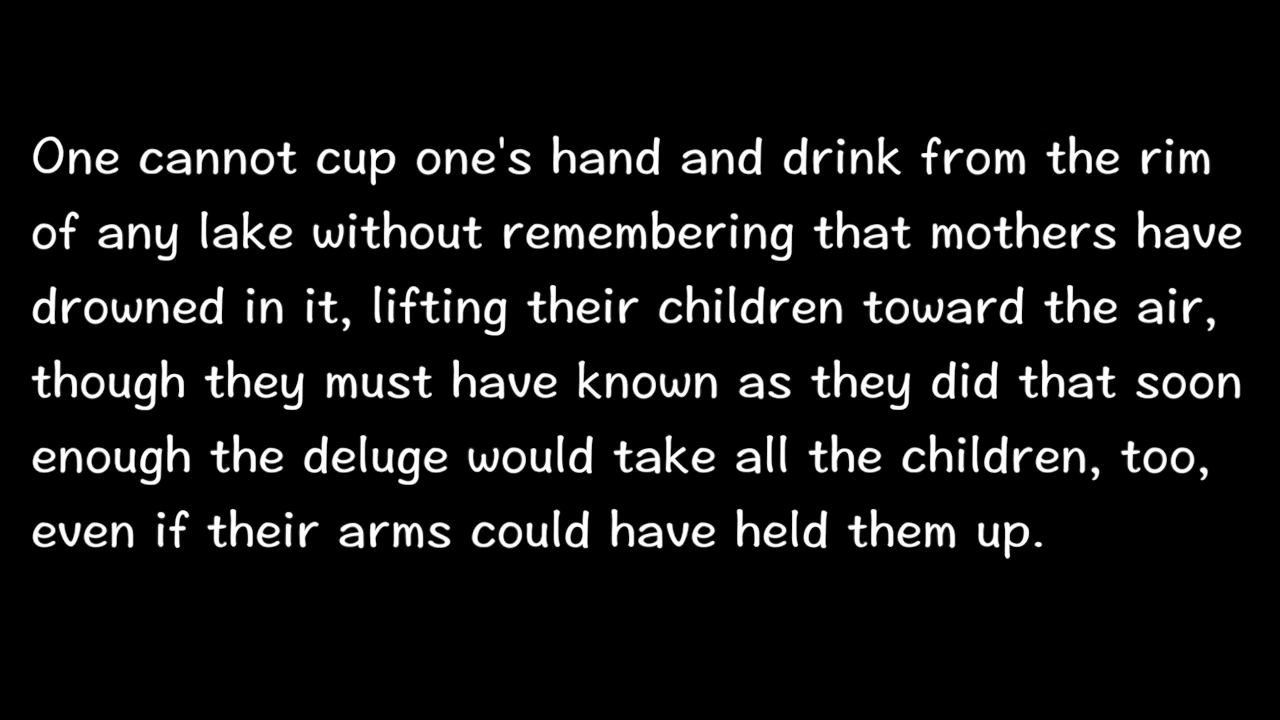 One cannot cup one's hand and drink from the rim
of any lake without remembering that mothers have
drowned in it, lifting their children toward the air,
though they must have known as they did that soon
enough the deluge would take all the children, too,
even if their arms could have held them up.